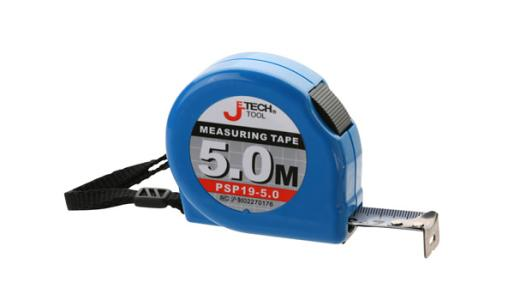 JETECH®
TOOL
MEASURING TAPE
5.0M
PSP19-5.0